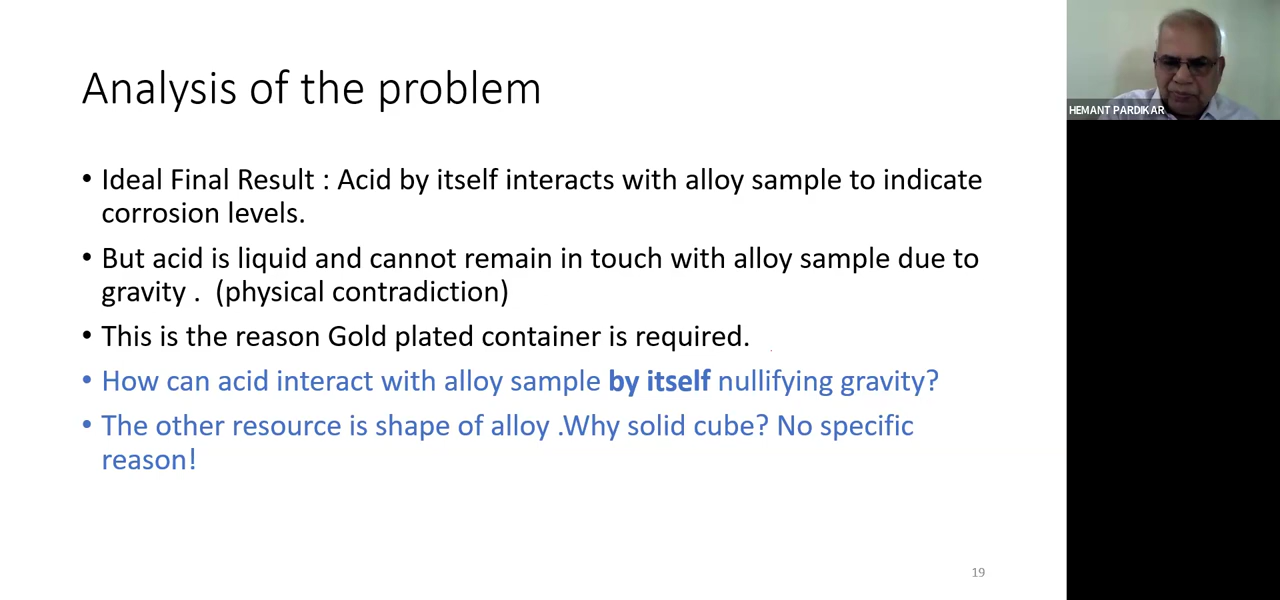 Analysis of the problem
• Ideal Final Result : Acid by itself interacts with alloy sample to indicate
corrosion levels.
• But acid is liquid and cannot remain in touch with alloy sample due to
gravity .  (physical contradiction)
• This is the reason Gold plated container is required.
• How can acid interact with alloy sample by itself nullifying gravity?
• The other resource is shape of alloy .Why solid cube? No specific
reason!
19
HEMANT PARDIKAR